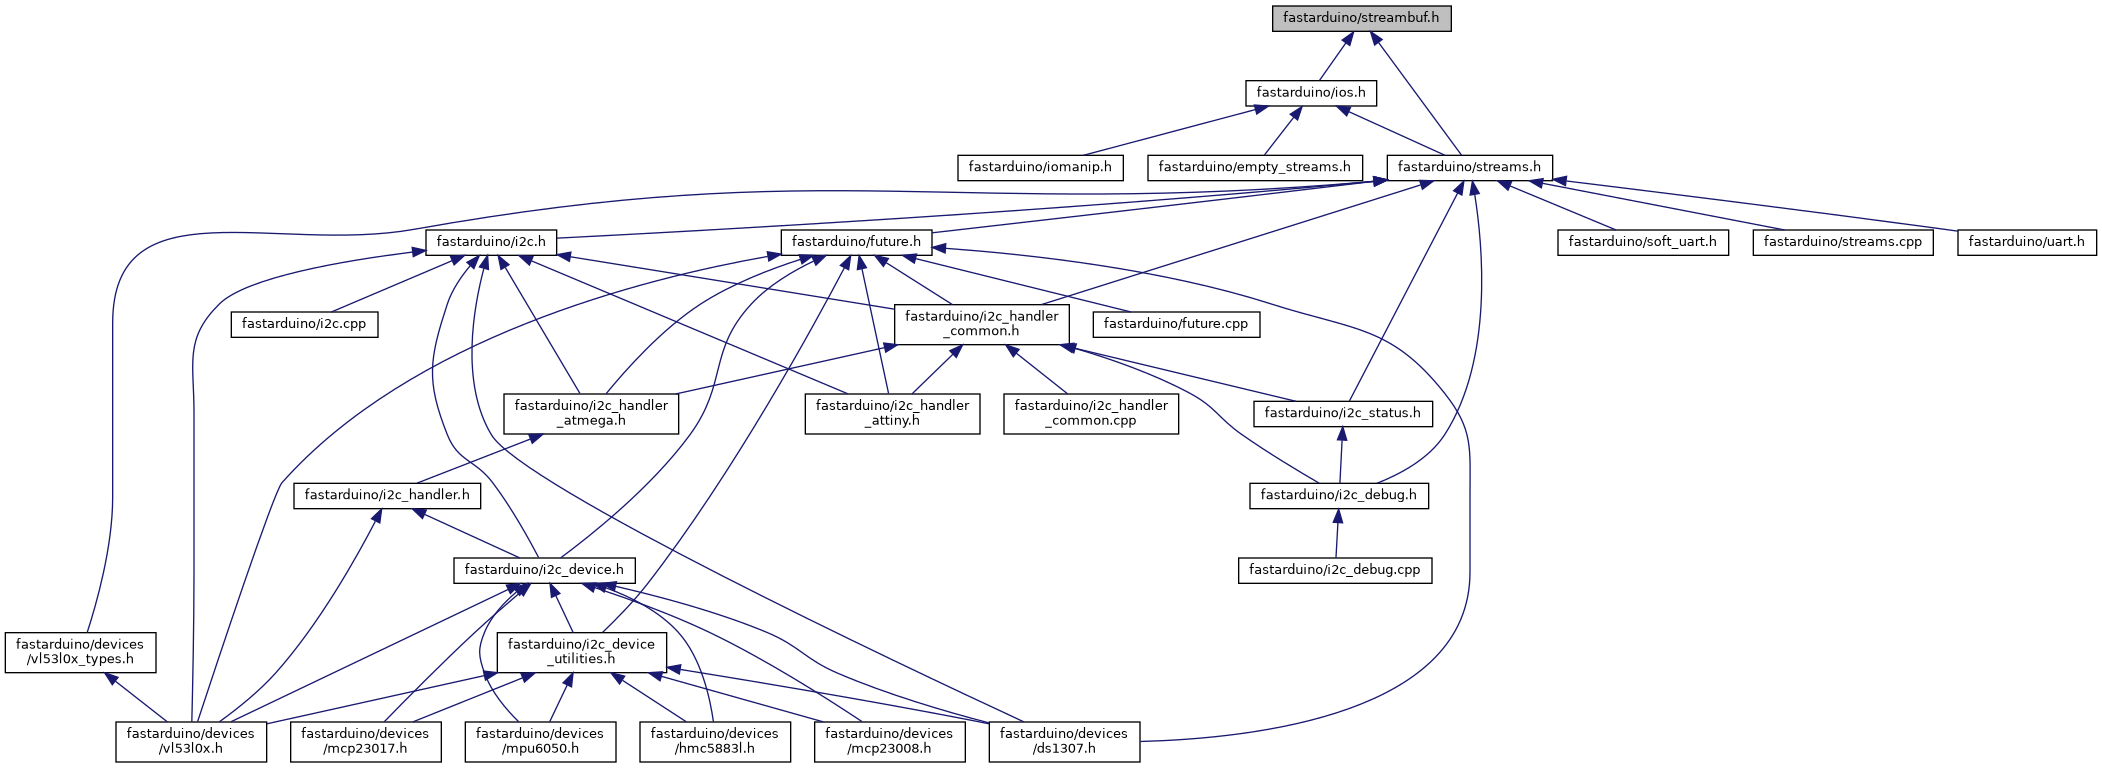 fastarduino/streambuf.h
fastarduino/ios.h
fastarduino/iomanip.h
fastarduino/empty_streams.h
fastarduino/streams.h
fastarduino/i2c.h
fastarduino/future.h
fastarduino/soft_uart.h
fastarduino/streams.cpp
fastarduino/uart.h
fastarduino/i2c.cpp
fastarduino/i2c_handler
_common.h
fastarduino/future.cpp
fastarduino/i2c_handler
_atmega.h
fastarduino/i2c_handler
_attiny.h
fastarduino/i2c_handler
_common.cpp
fastarduino/i2c_status.h
fastarduino/i2c_handler.h
fastarduino/i2c_debug.h
fastarduino/i2c_device.h
fastarduino/i2c_debug.cpp
fastarduino/devices
/vl53l0x_types.h
fastarduino/i2c_device
_utilities.h
fastarduino/devices
/vl53l0x.h
fastarduino/devices
/mcp23017.h
fastarduino/devices
/mpu6050.h
fastarduino/devices
/hmc5883l.h
fastarduino/devices
/mcp23008.h
fastarduino/devices
/ds1307.h